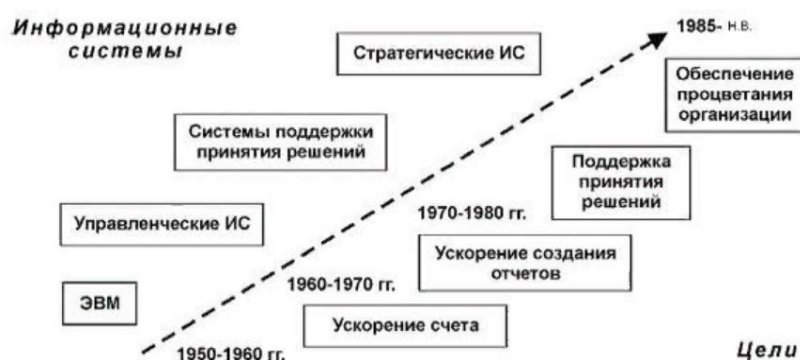 Информационные
системы
1985- н.в.
Стратегические ИС
Обеспечение
процветания
организации
Системы поддержки
принятия решений
Поддержка
принятия
решений
1970-1980 гг.
Управленческие ИС
Ускорение создания
отчетов
1960-1970 гг.
ЭВМ
Ускорение счета
1950-1960 гг.
Цели